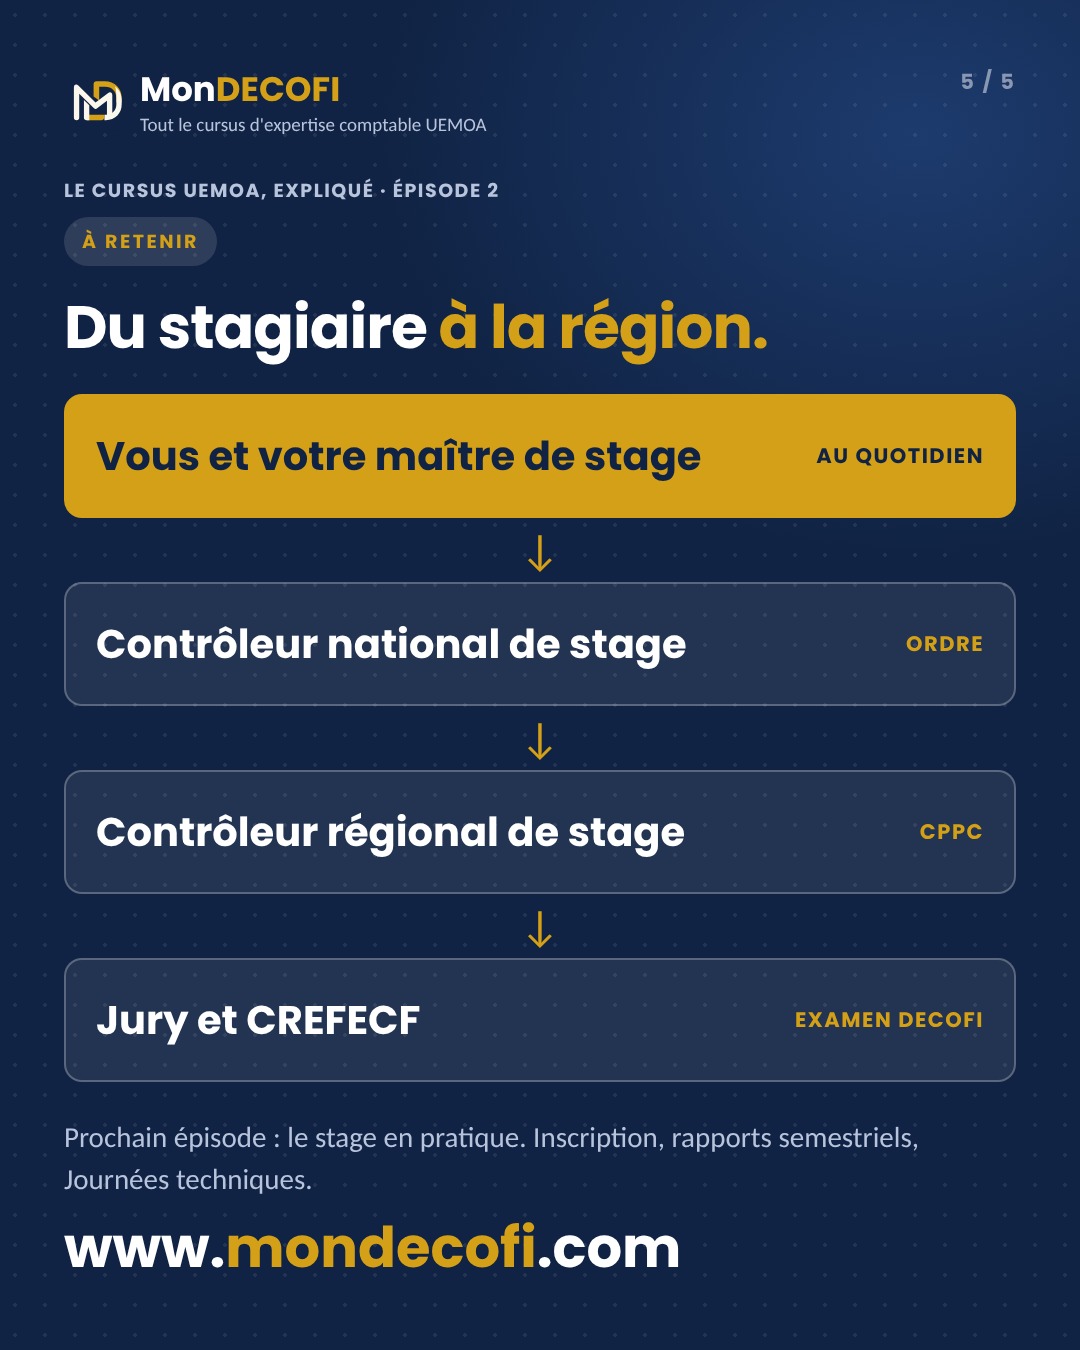 MonDECOFI
Tout le cursus d'expertise comptable UEMOA
5 / 5
LE CURSUS UEMOA, EXPLIQUÉ · ÉPISODE 2
À RETENIR
Du stagiaire à la région.
Vous et votre maître de stage
AU QUOTIDIEN
↓
Contrôleur national de stage
ORDRE
↓
Contrôleur régional de stage
CPPC
↓
Jury et CREFECF
EXAMEN DECOFI
Prochain épisode : le stage en pratique. Inscription, rapports semestriels,
Journées techniques.
www.mondecofi.com